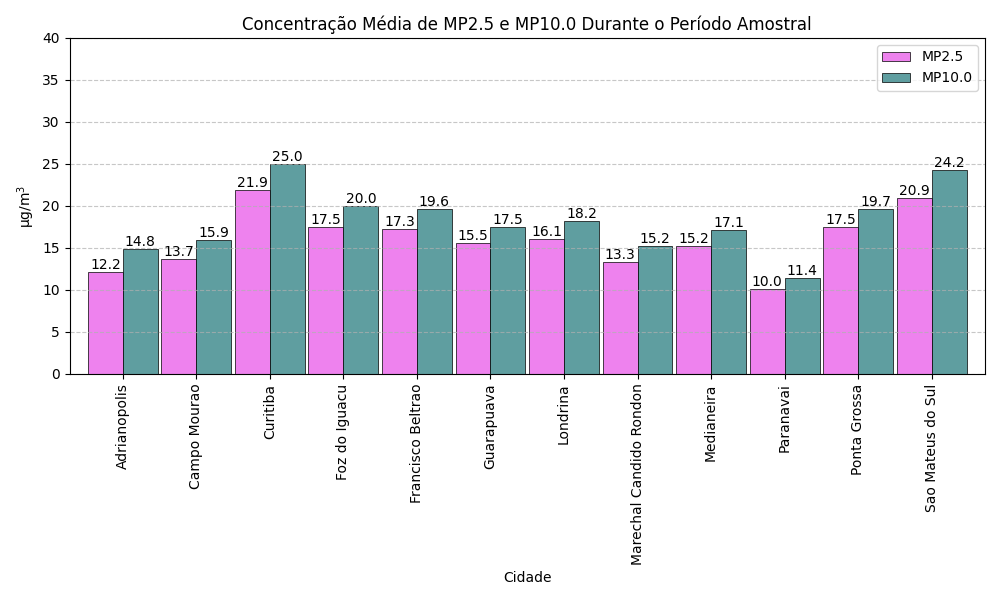 Concentração Média de MP2.5 e MP10.0 Durante o Período Amostral
MP2.5
MP10.0
µg/m³
40
35
30
25
20
15
10
5
0
12.2
14.8
13.7
15.9
21.9
25.0
17.5
20.0
17.3
19.6
15.5
17.5
16.1
18.2
13.3
15.2
15.2
17.1
10.0
11.4
17.5
19.7
20.9
24.2
Adrianopolis
Campo Mourao
Curitiba
Foz do Iguacu
Francisco Beltrao
Guarapuava
Londrina
Marechal Candido Rondon
Medianeira
Paranavai
Ponta Grossa
Sao Mateus do Sul
Cidade